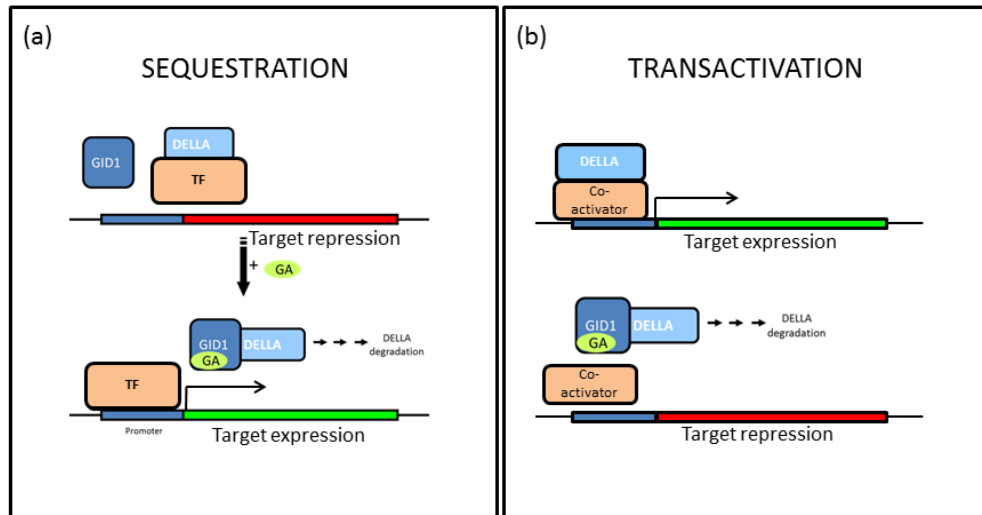 (a)
SEQUESTRATION
GID1
DELLA
TF
Target repression
+
GA
GID1
GA
DELLA
DELLA
degradation
TF
Promoter
Target expression
(b)
TRANSACTIVATION
DELLA
Co-
activator
Target expression
GID1
GA
DELLA
DELLA
degradation
Co-
activator
Target repression